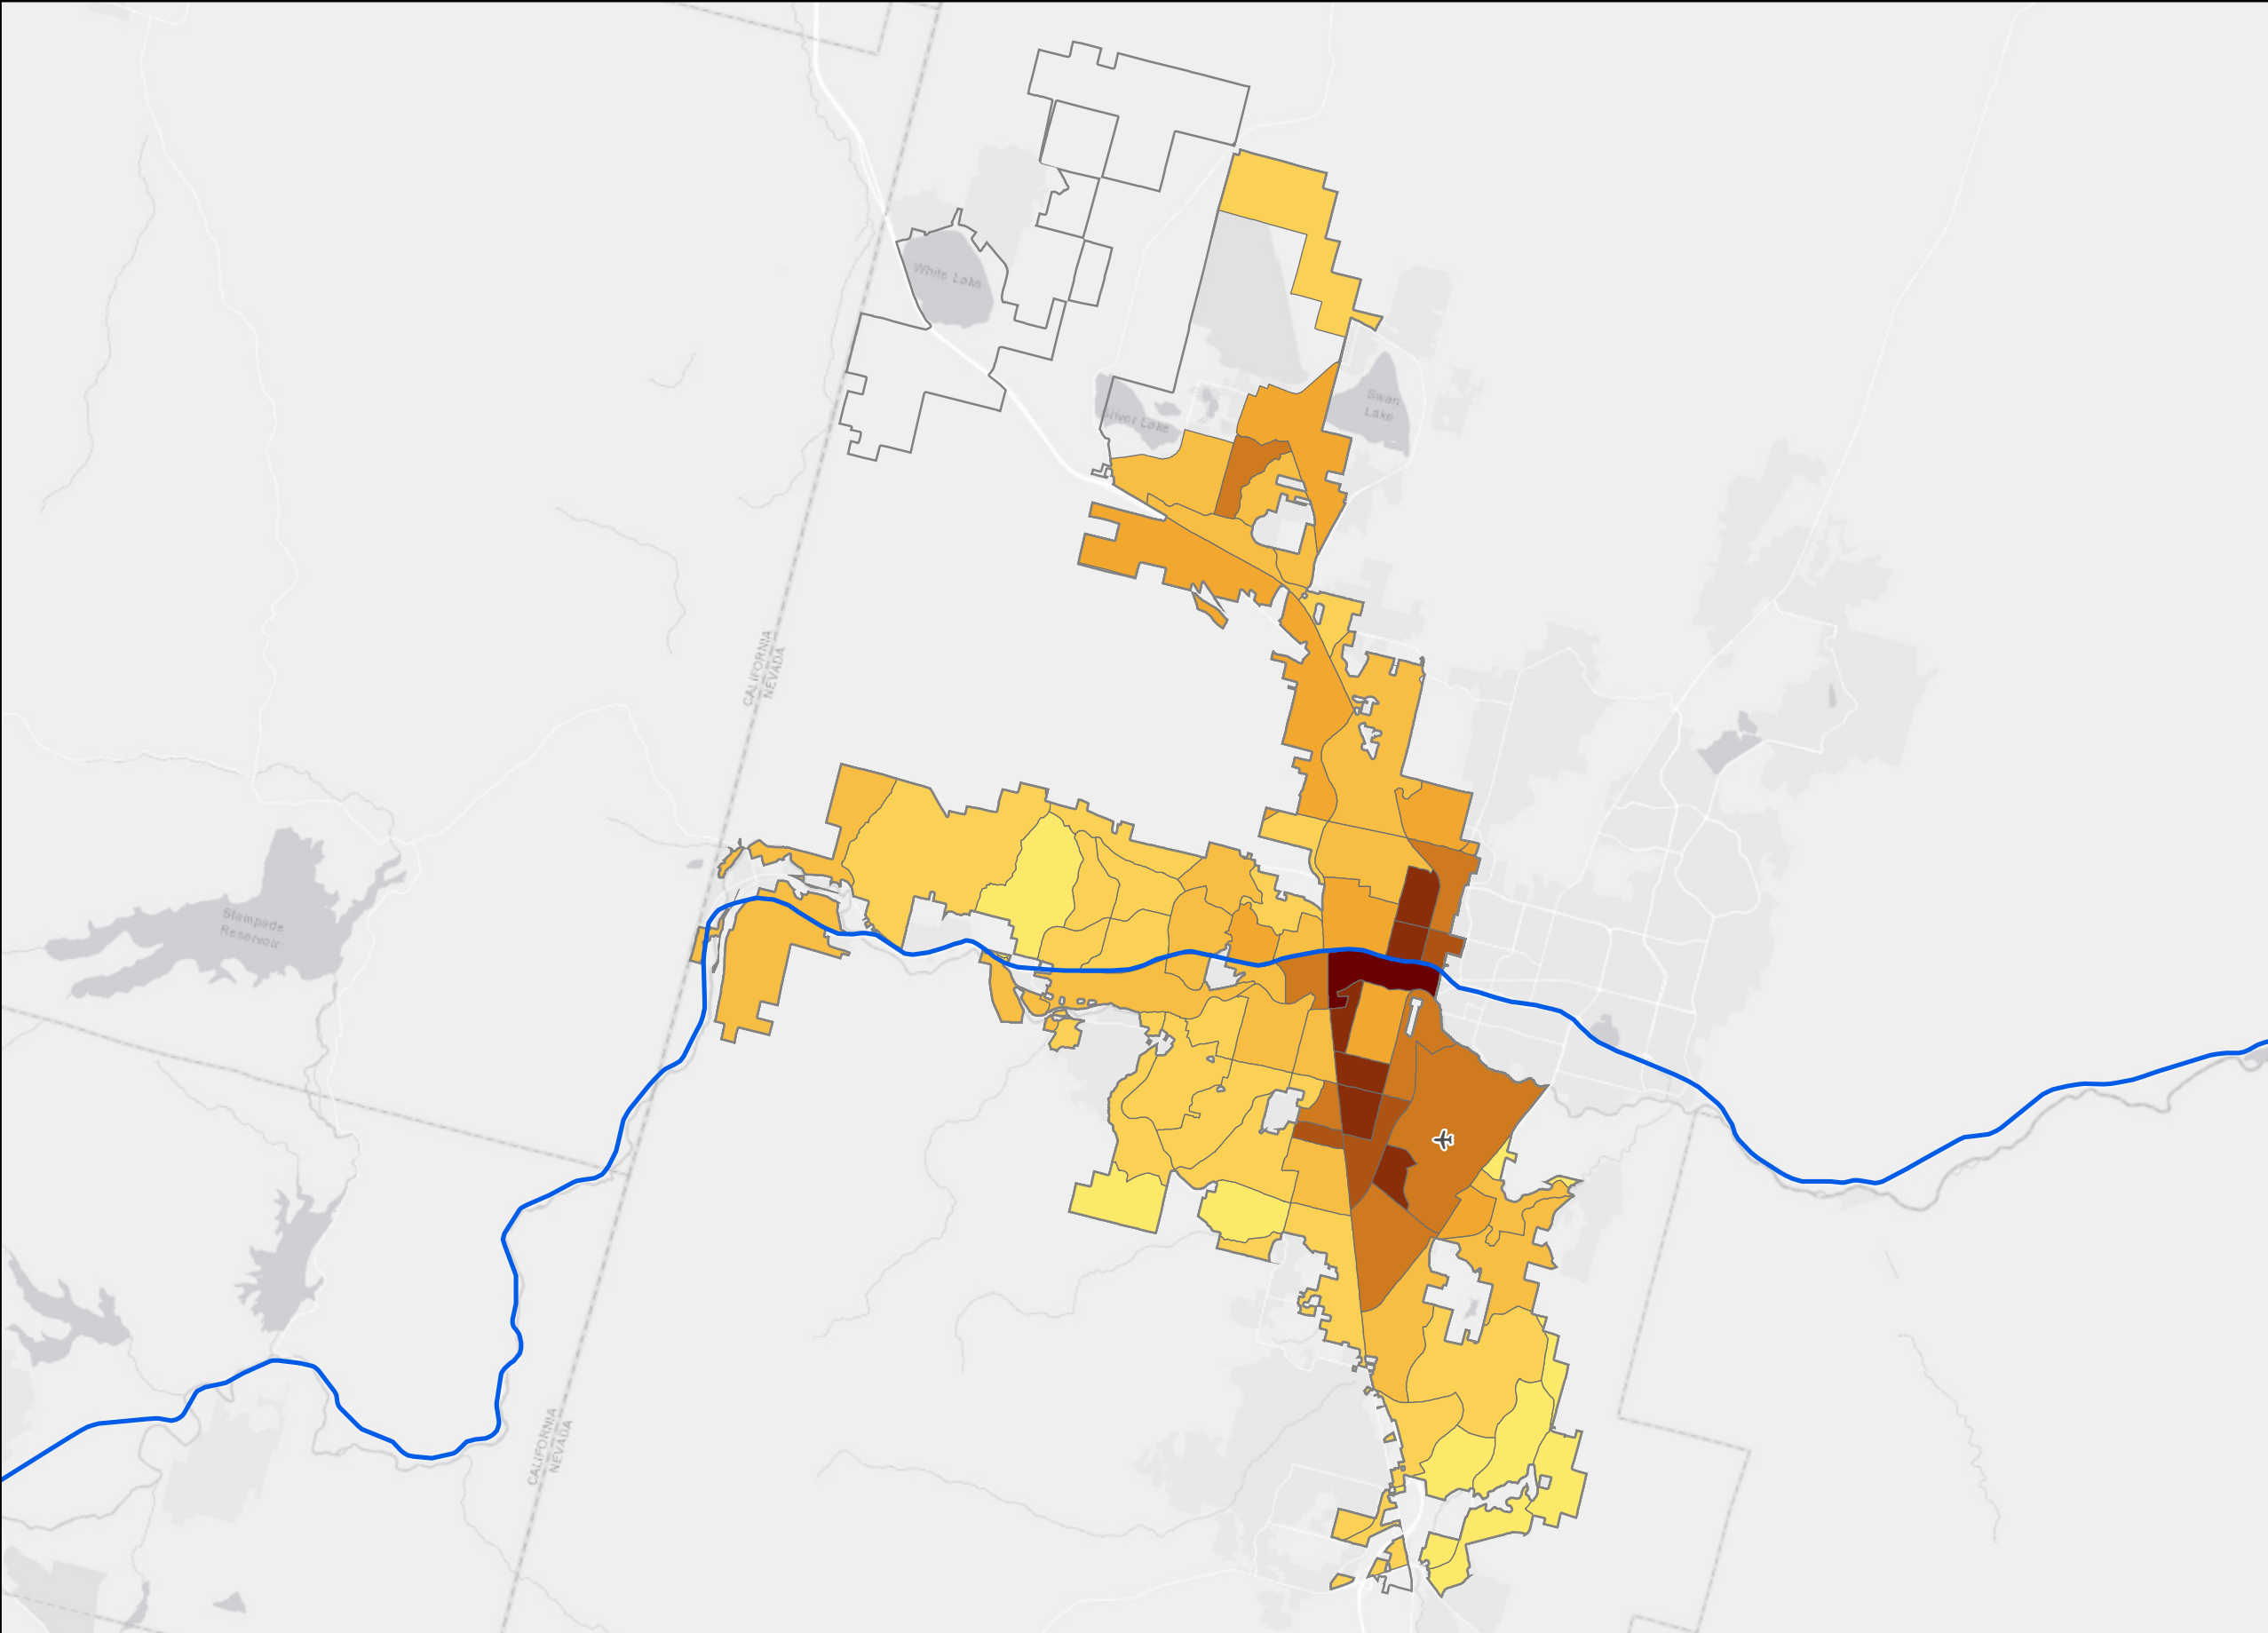 White Lake
Silver Lake
Swan
Lake
CALIFORNIA
NEVADA
Stampede
Reservoir
CALIFORNIA
NEVADA